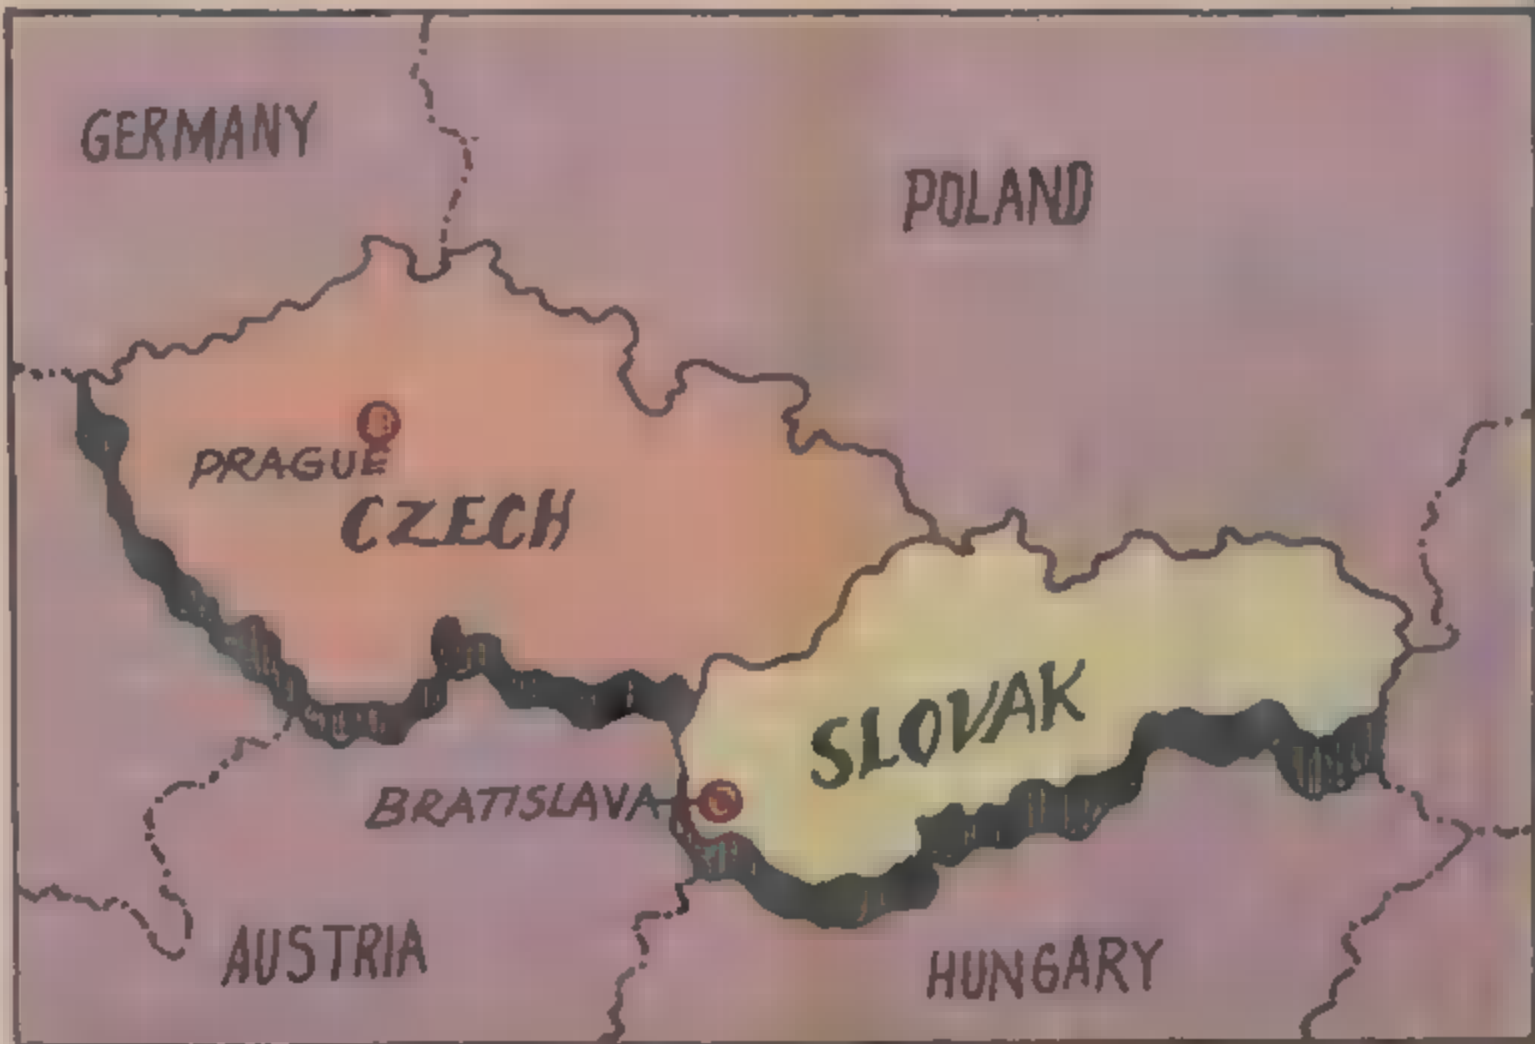 GERMANY
POLAND
PRAGUE
CZECH
SLOVAK
BRATISLAVA
AUSTRIA
HUNGARY